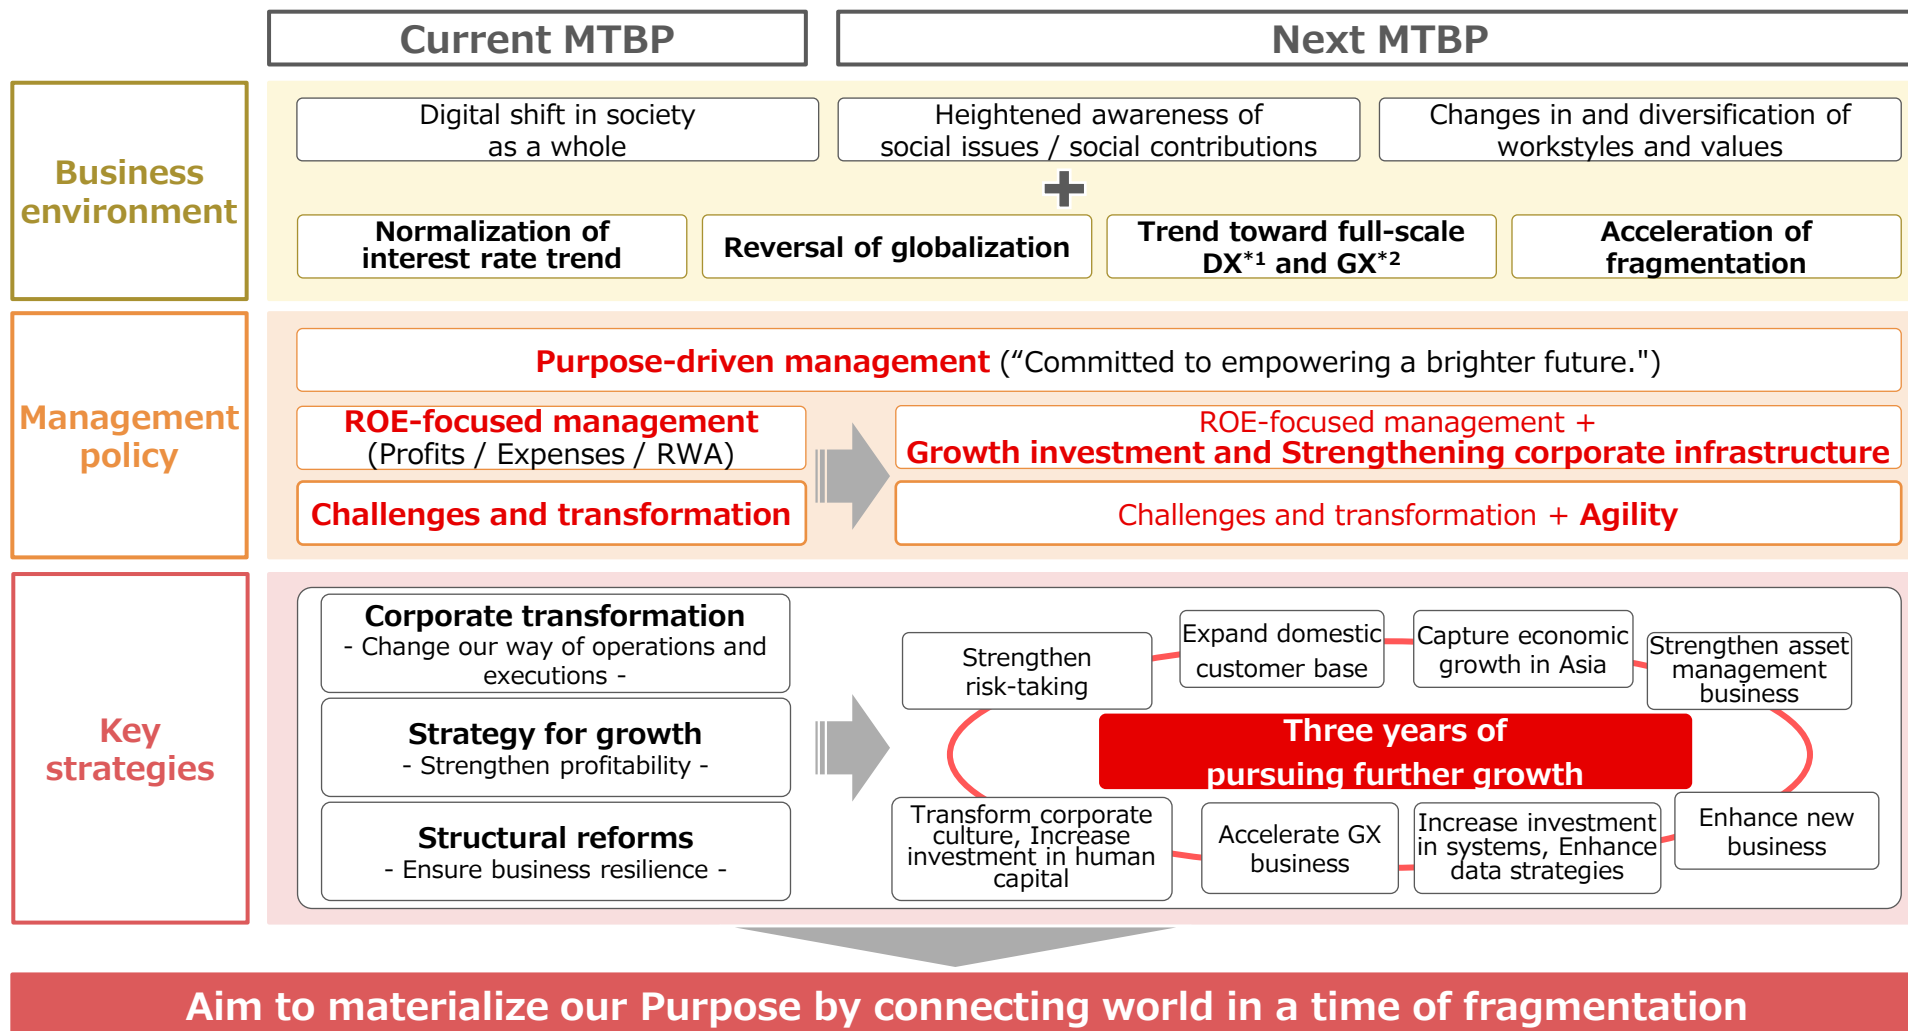 Current MTBP
Next MTBP
Business
environment
Digital shift in society
as a whole
Heightened awareness of
social issues / social contributions
Changes in and diversification of
workstyles and values
Normalization of
interest rate trend
Reversal of globalization
Trend toward full-scale
DX*1 and GX*2
Acceleration of
fragmentation
Management
policy
Purpose-driven management (“Committed to empowering a brighter future.")
ROE-focused management
(Profits / Expenses / RWA)
ROE-focused management +
Growth investment and Strengthening corporate infrastructure
Challenges and transformation
Challenges and transformation + Agility
Key
strategies
Corporate transformation
- Change our way of operations and
executions -
Strategy for growth
- Strengthen profitability -
Structural reforms
- Ensure business resilience -
Strengthen
risk-taking
Expand domestic
customer base
Capture economic
growth in Asia
Strengthen asset
management
business
Three years of
pursuing further growth
Transform corporate
culture, Increase
investment in human
capital
Accelerate GX
business
Increase investment
in systems, Enhance
data strategies
Enhance new
business
Aim to materialize our Purpose by connecting world in a time of fragmentation